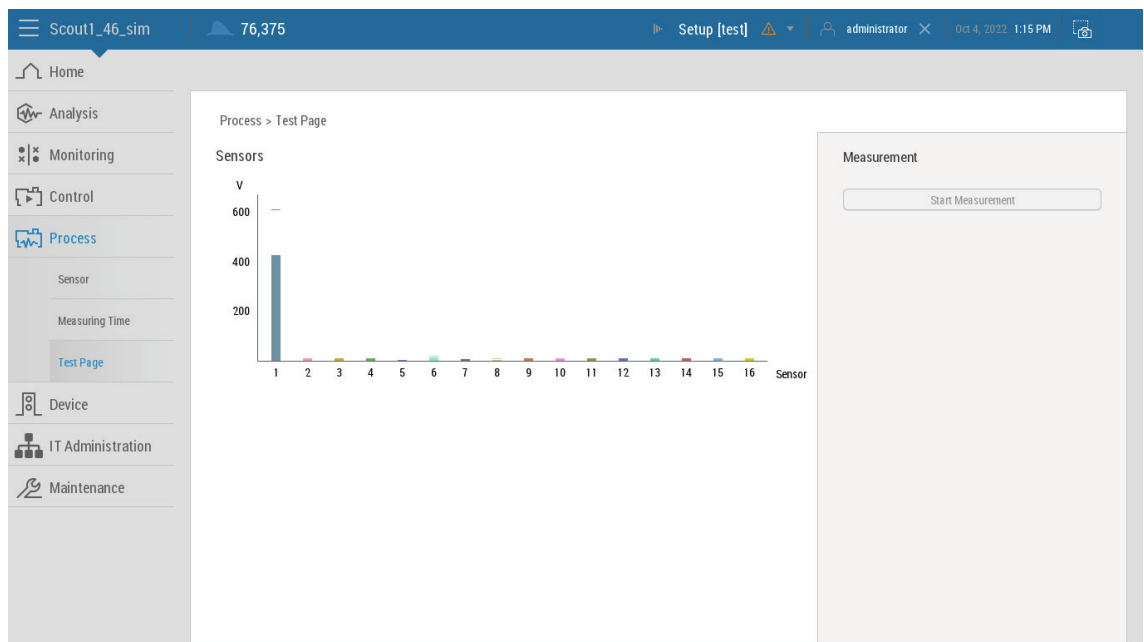 Scout1_46_sim
76,375
Setup [test]
administrator
Oct 4, 2022 1:15 PM
Home
Analysis
Monitoring
Control
Process
Sensor
Measuring Time
Test Page
Device
IT Administration
Maintenance
Process > Test Page
Sensors
V
600
400
200
1 2 3 4 5 6 7 8 9 10 11 12 13 14 15 16 Sensor
Measurement
Start Measurement